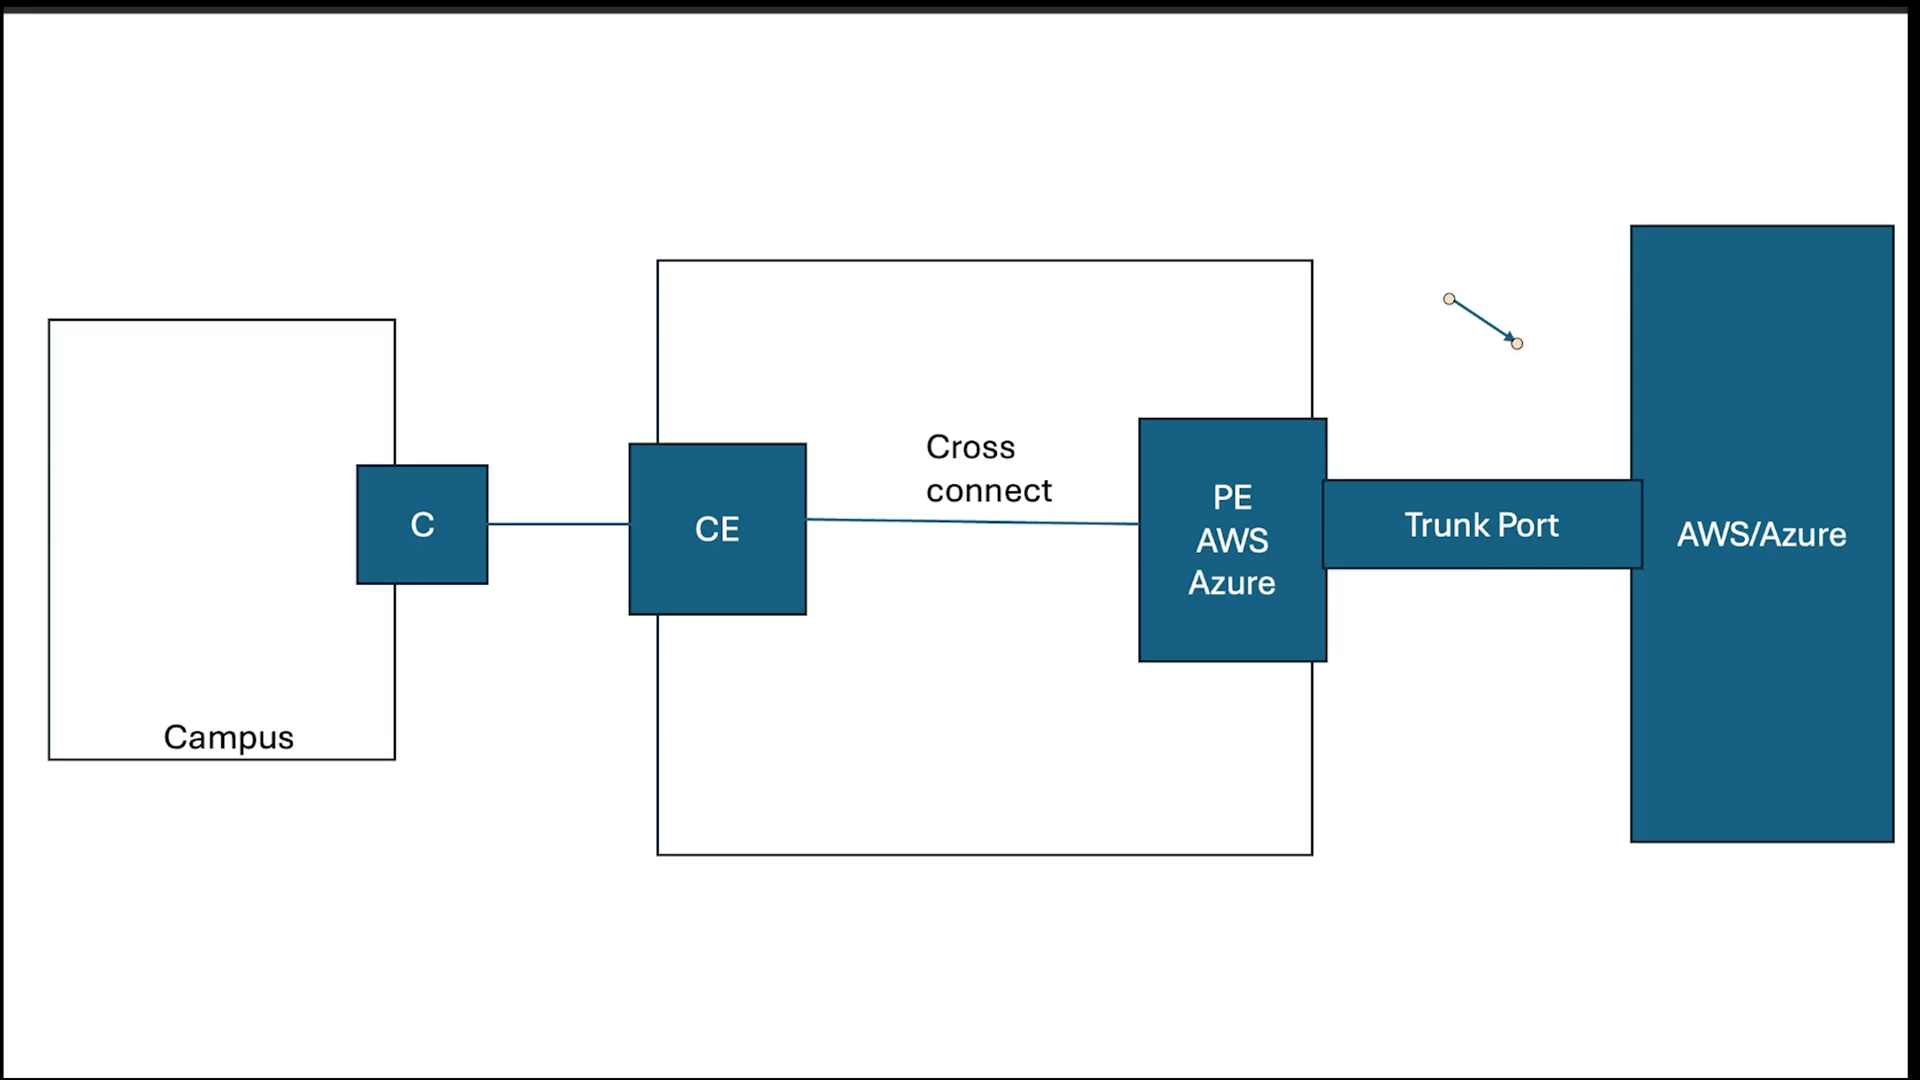 Cross
connect
C
CE
PE
AWS
Azure
Trunk Port
AWS/Azure
Campus